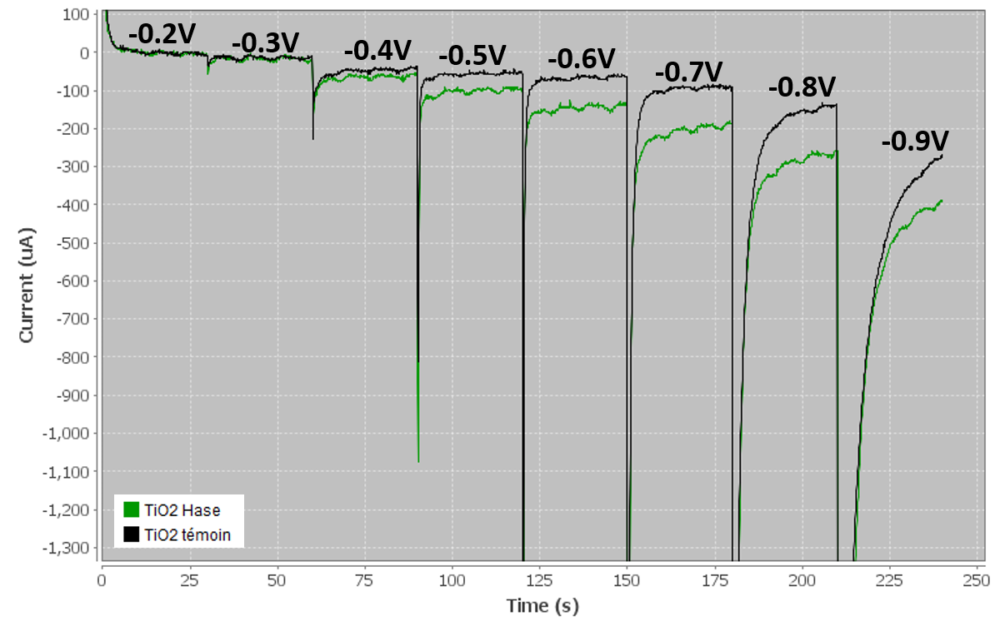 100
0
-100
-200
-300
-400
-500
-600
-700
-800
-900
-1,000
-1,100
-1,200
-1,300
Current (uA)
-0.2V
-0.3V
-0.4V
-0.5V
-0.6V
-0.7V
-0.8V
-0.9V
TiO2 Hase
TiO2 témoin
0 25 50 75 100 125 150 175 200 225 250
Time (s)